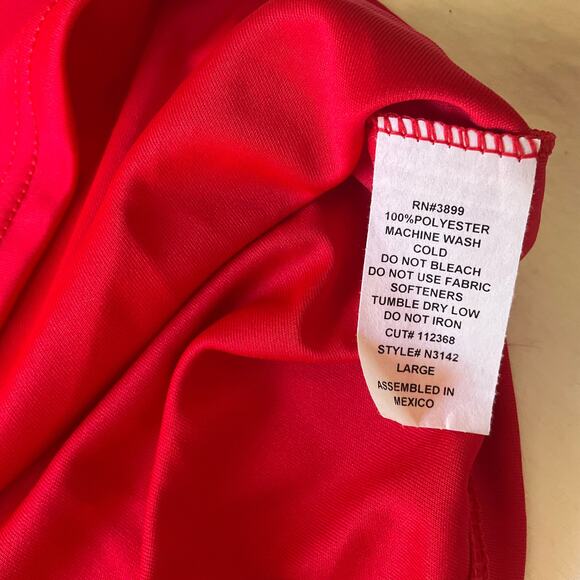 RN#3899
100%POLYESTER
MACHINE WASH
COLD
DO NOT BLEACH
DO NOT USE FABRIC
SOFTENERS
TUMBLE DRY LOW
DO NOT IRON
CUT# 112368
STYLE# N3142
LARGE
ASSEMBLED IN
MEXICO